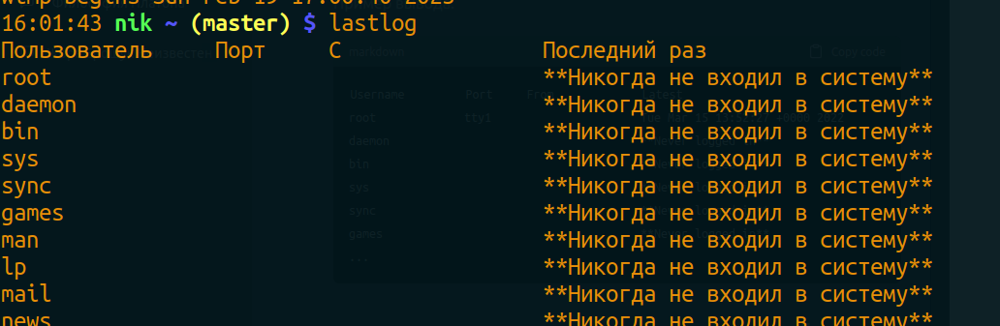 wtmp begins Sun Feb 19 17:00:40 2023
16:01:43 nik ~ (master) $ lastlog
Пользователь Порт С Последний раз
root **Никогда не входил в систему**
daemon **Никогда не входил в систему**
bin **Никогда не входил в систему**
sys **Никогда не входил в систему**
sync **Никогда не входил в систему**
games **Никогда не входил в систему**
man **Никогда не входил в систему**
lp **Никогда не входил в систему**
mail **Никогда не входил в систему**
news **Никогда не входил в систему**